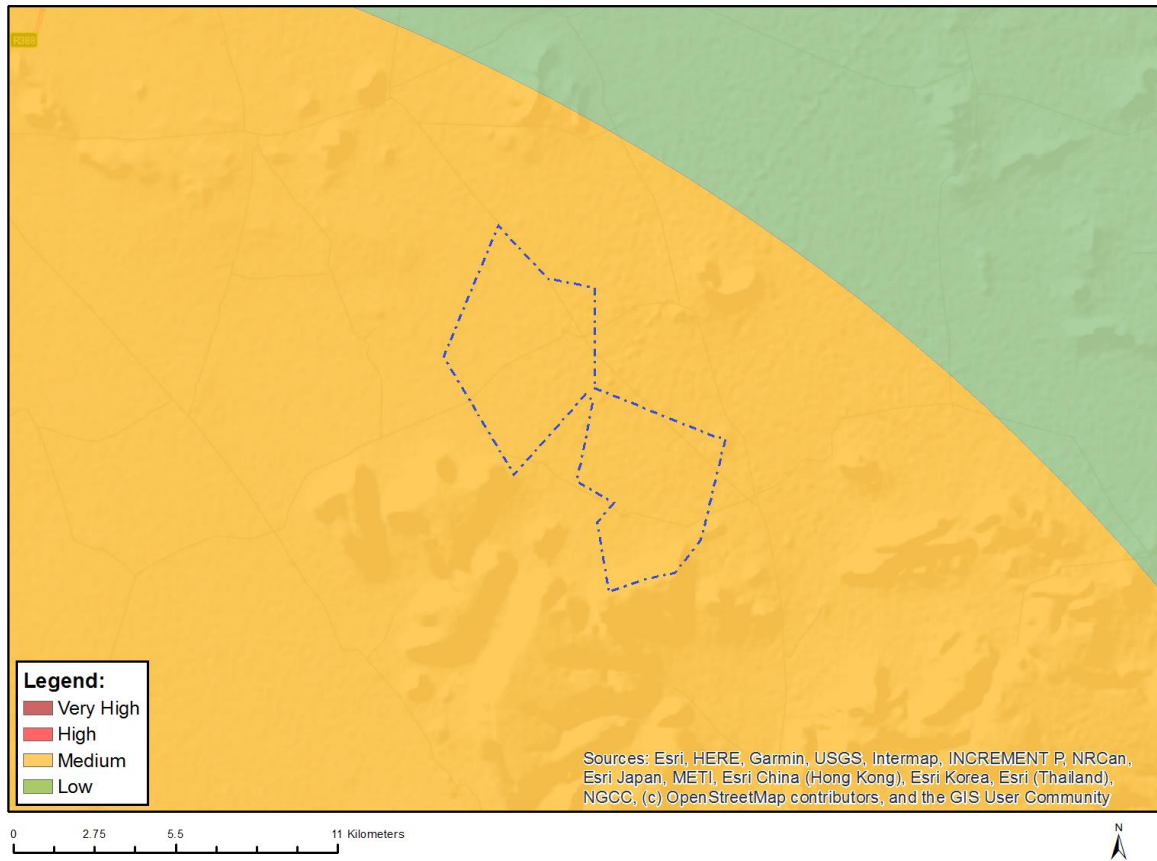 R388
Legend:
Very High
High
Medium
Low
Sources: Esri, HERE, Garmin, USGS, Intermap, INCREMENT P, NRCan,
Esri Japan, METI, Esri China (Hong Kong), Esri Korea, Esri (Thailand),
NGCC, (c) OpenStreetMap contributors, and the GIS User Community
0 2.75 5.5 11 Kilometers
N